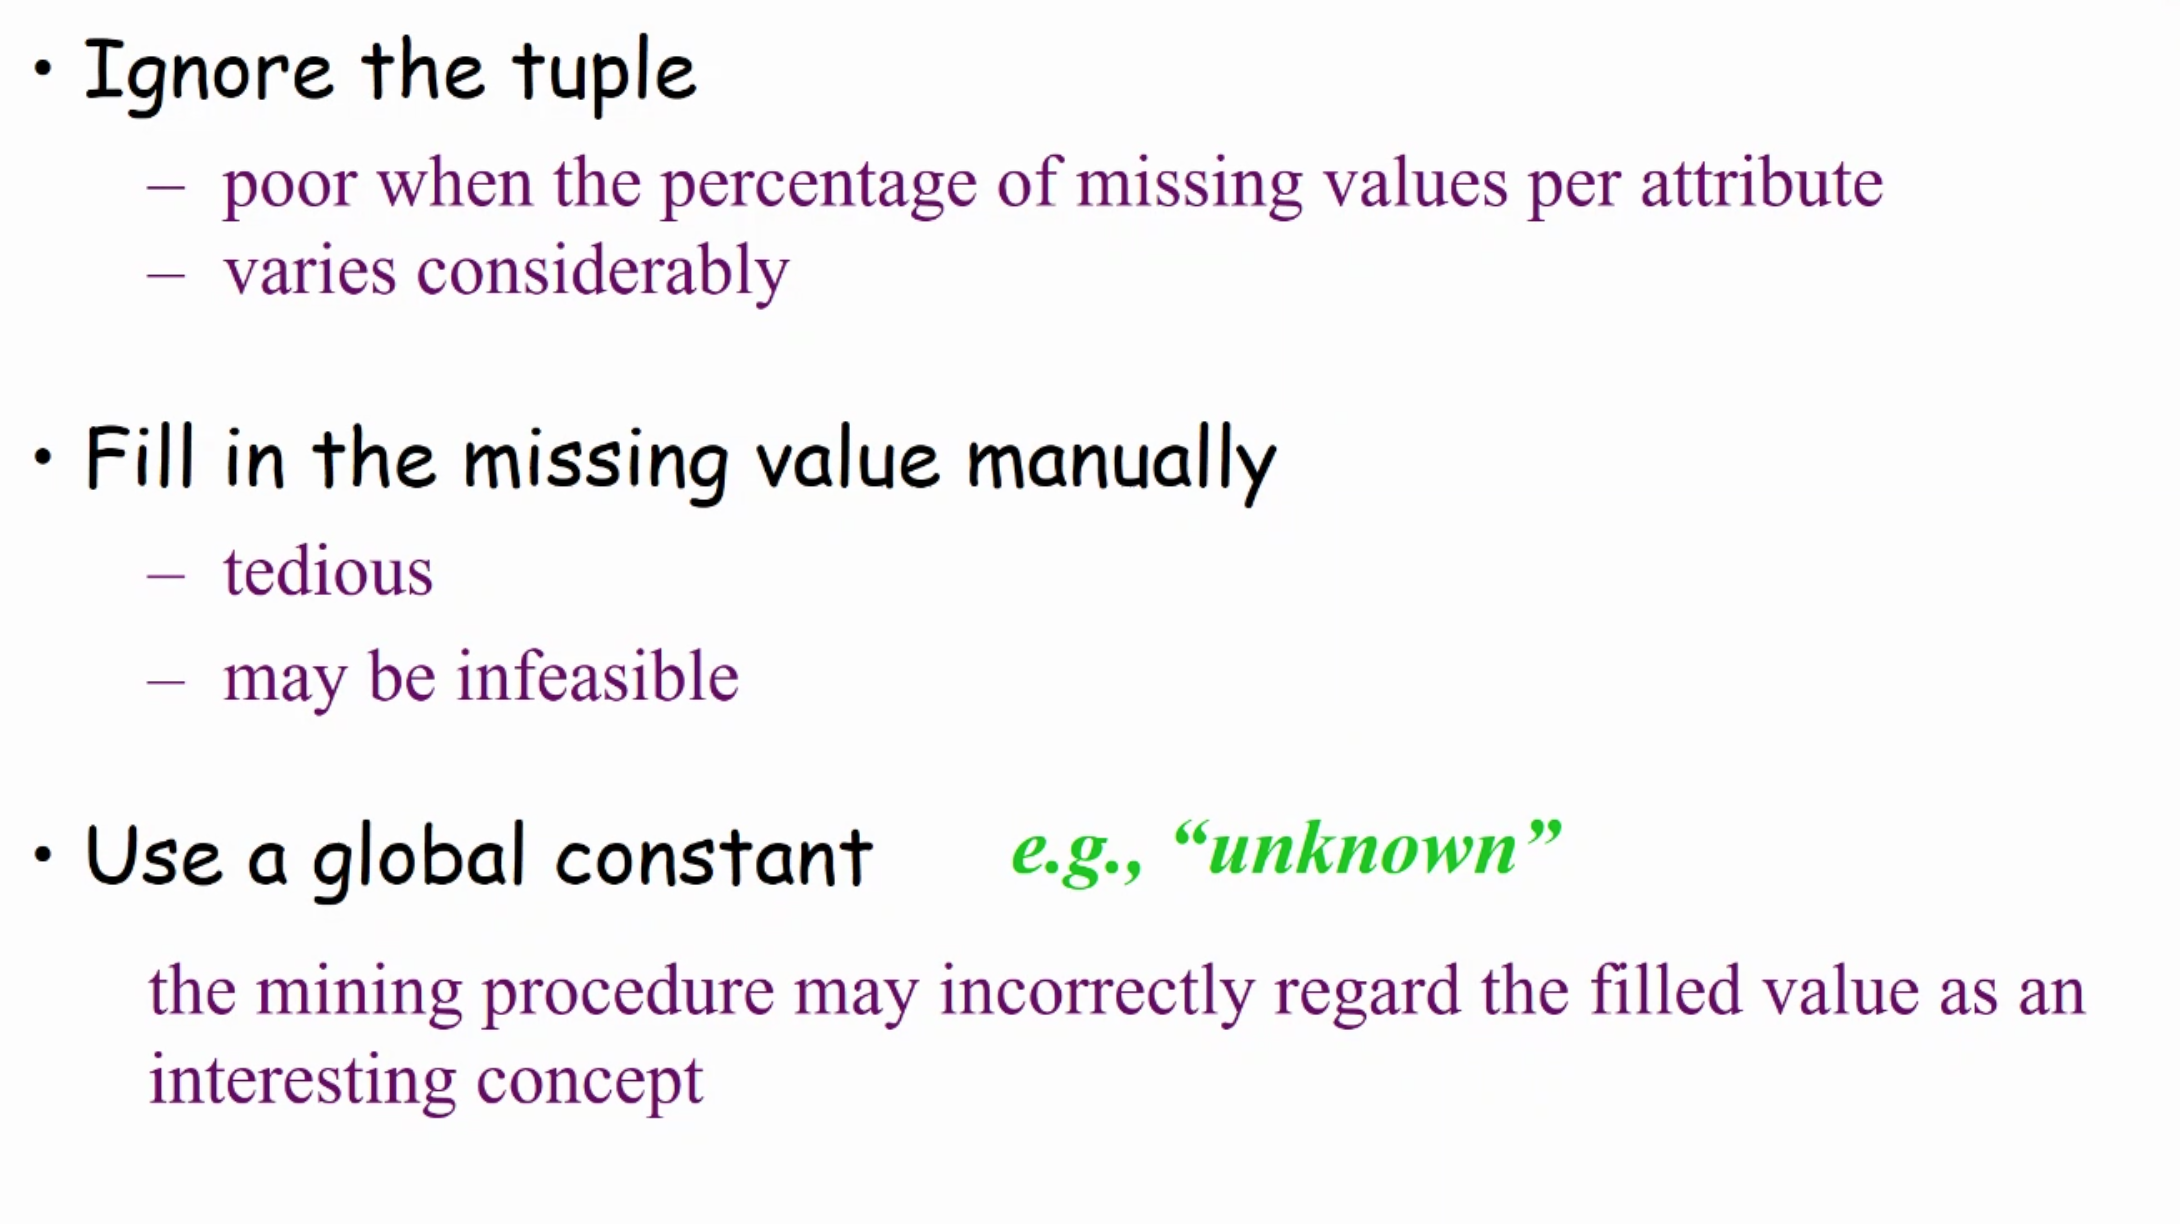 • Ignore the tuple
– poor when the percentage of missing values per attribute
– varies considerably
• Fill in the missing value manually
– tedious
– may be infeasible
• Use a global constant e.g., “unknown”
the mining procedure may incorrectly regard the filled value as an
interesting concept